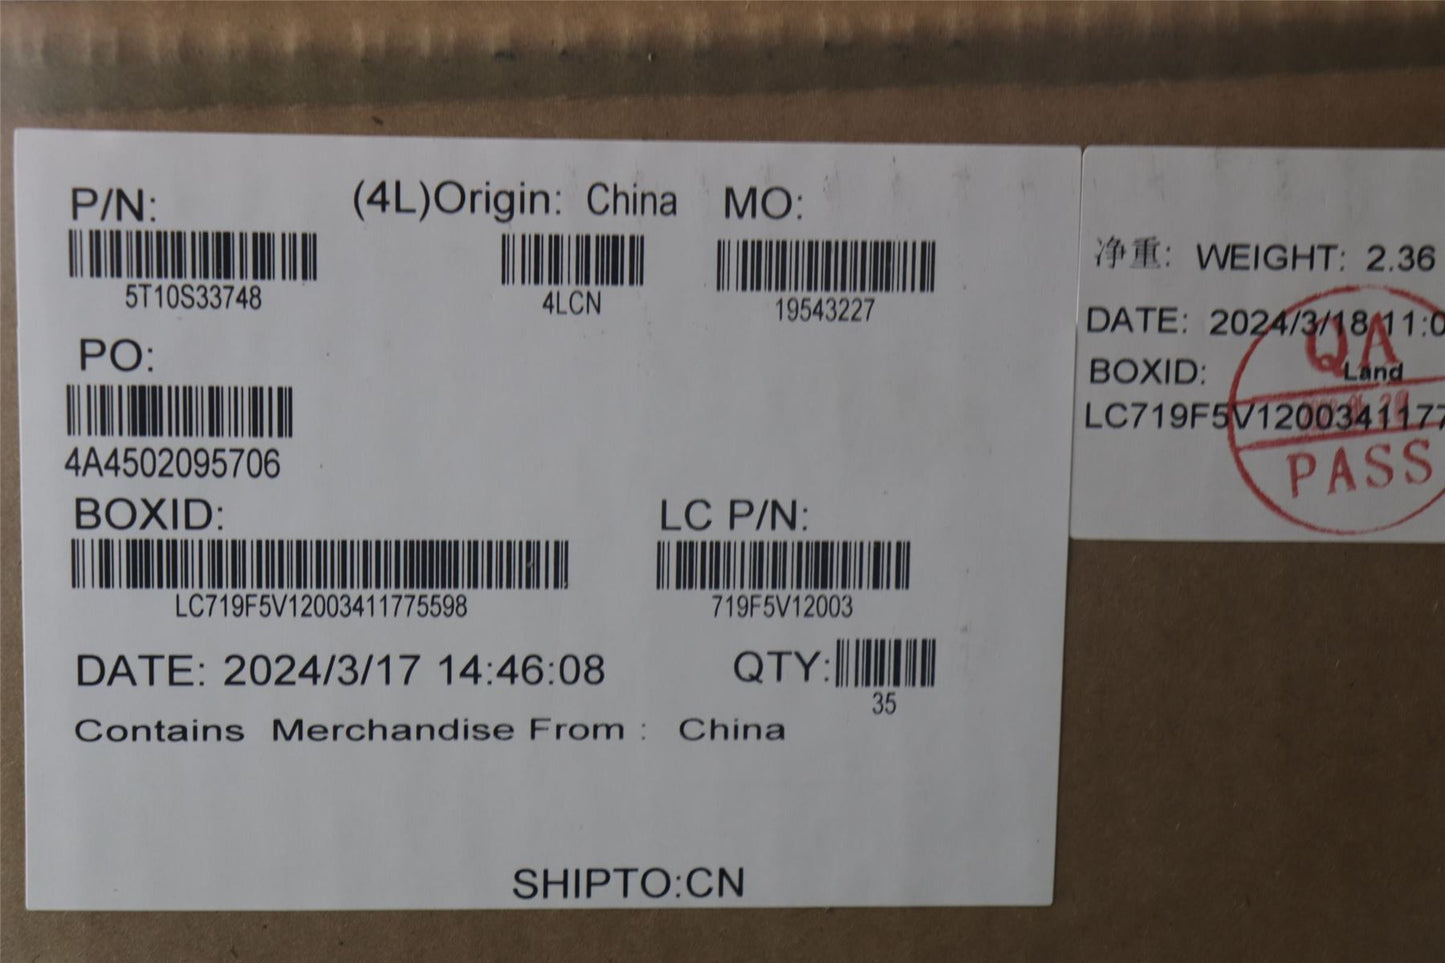 P/N: (4L)Origin: China MO:
5T10S33748 4LCN 19543227
PO:
4A4502095706
BOXID: LC P/N:
LC719F5V12003411775598 719F5V12003
DATE: 2024/3/17 14:46:08 QTY:
35
Contains Merchandise From : China
SHIPTO:CN
净重: WEIGHT: 2.36
DATE: 2024/3/18 11:0
QA
BOXID: Land
LC719F5V120034117
PASS